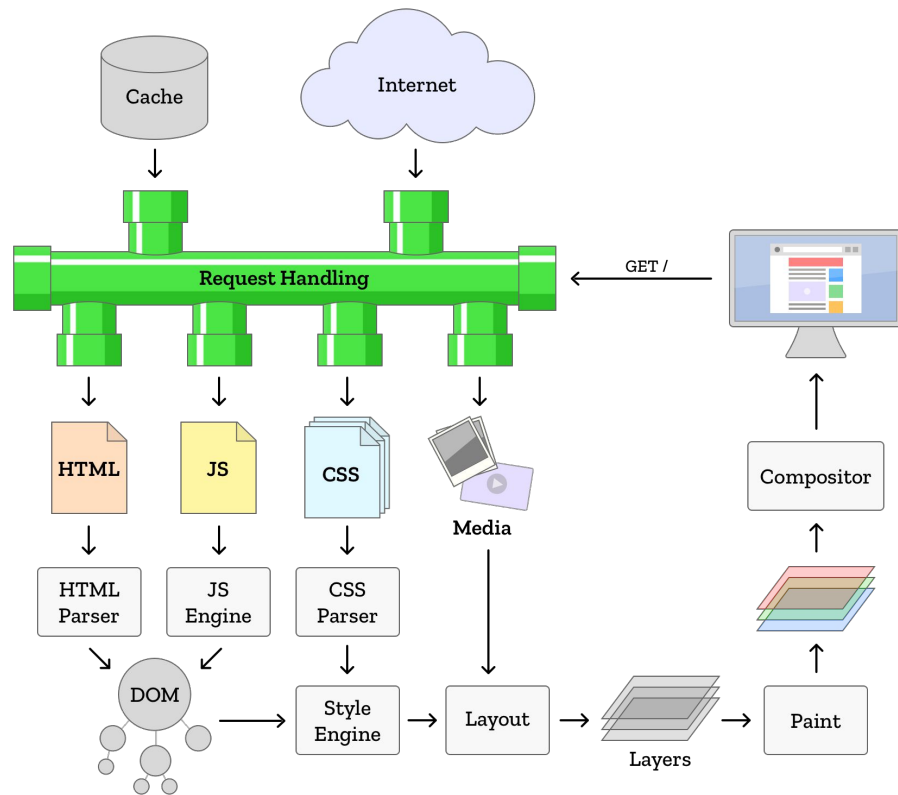 Cache
Internet
Request Handling
GET /
HTML
JS
CSS
Media
Compositor
HTML
Parser
JS
Engine
CSS
Parser
DOM
Style
Engine
Layout
Layers
Paint